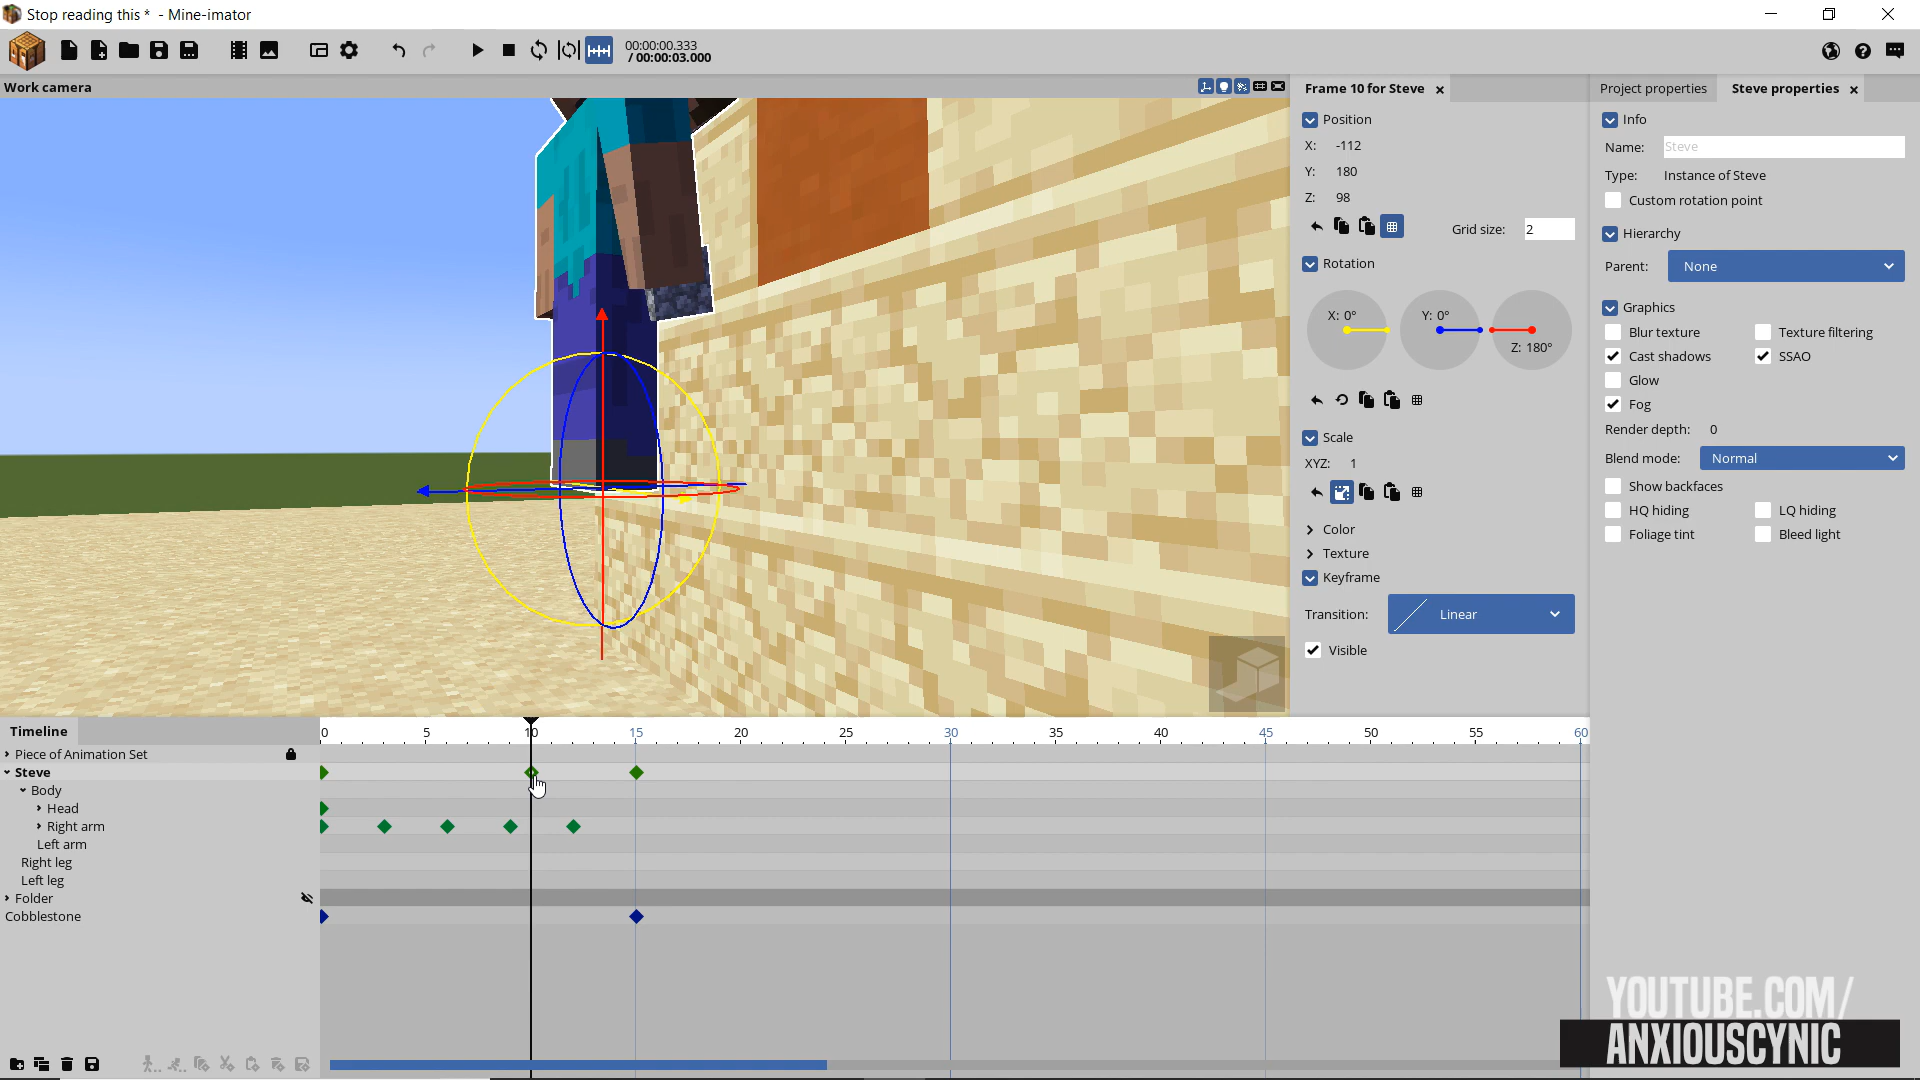 Stop reading this * - Mine-imator
00:00:00.333
/ 00:00:03.000
Work camera
Frame 10 for Steve
Position
X: -112
Y: 180
Z: 98
Grid size: 2
Rotation
X: 0° Y: 0° Z: 180°
Scale
XYZ: 1
Color
Texture
Keyframe
Transition: Linear
Visible
Project properties Steve properties
Info
Name: Steve
Type: Instance of Steve
Custom rotation point
Hierarchy
Parent: None
Graphics
Blur texture Texture filtering
Cast shadows SSAO
Glow
Fog
Render depth: 0
Blend mode: Normal
Show backfaces
HQ hiding LQ hiding
Foliage tint Bleed light
Timeline
0 5 10 15 20 25 30 35 40 45 50 55 60
Piece of Animation Set
Steve
Body
Head
Right arm
Left arm
Right leg
Left leg
Folder
Cobblestone
YOUTUBE.COM/
ANXIOUSCYNIC